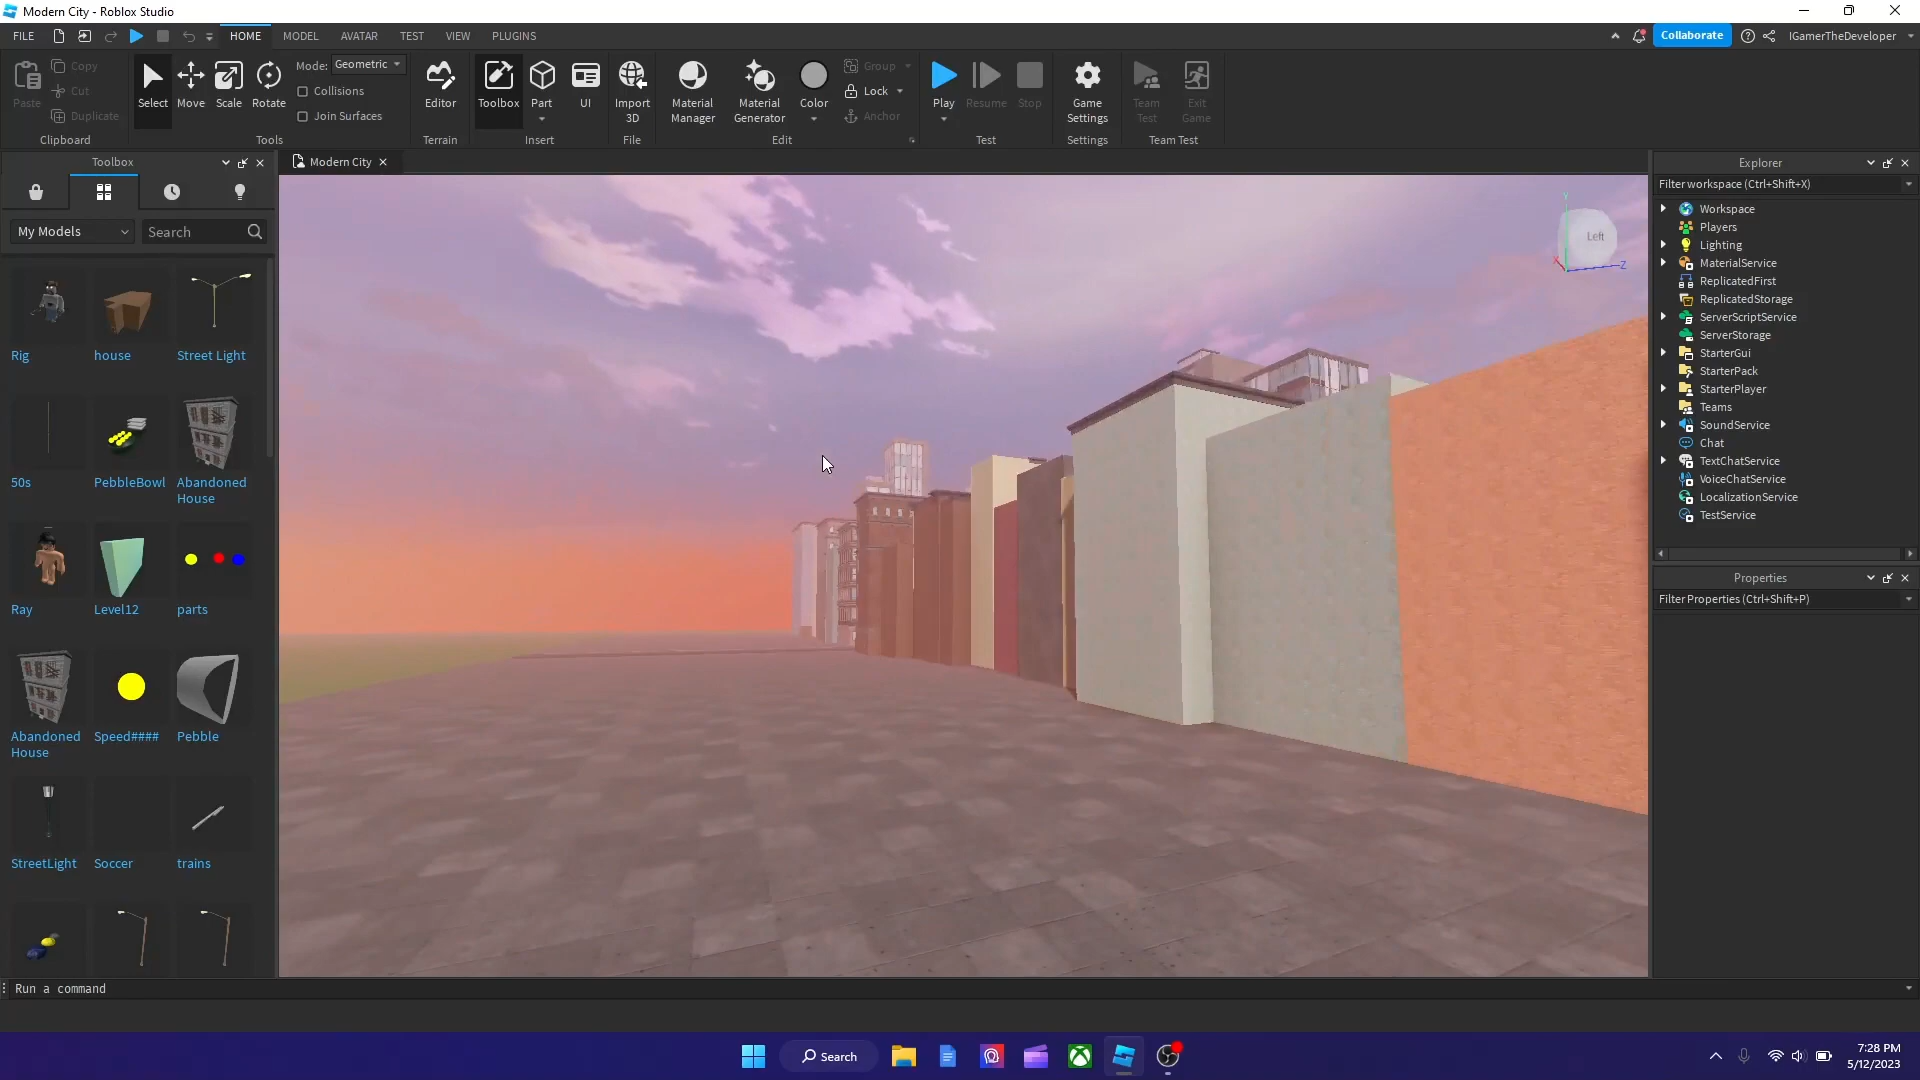 Modern City - Roblox Studio
FILE
HOME
MODEL
AVATAR
TEST
VIEW
PLUGINS
Collaborate
IGamerTheDeveloper
Paste
Copy
Cut
Duplicate
Clipboard
Select
Move
Scale
Rotate
Mode: Geometric
Collisions
Join Surfaces
Tools
Editor
Terrain
Toolbox
Part
UI
Insert
Import
3D
File
Material
Manager
Material
Generator
Color
Group
Lock
Anchor
Edit
Play
Resume
Stop
Test
Game
Settings
Settings
Team
Test
Exit
Game
Team Test
Toolbox
My Models
Search
Rig
house
Street Light
50s
PebbleBowl
Abandoned
House
Ray
Level12
parts
Abandoned
House
Speed####
Pebble
StreetLight
Soccer
trains
Modern City
Y
Left
X
Z
Explorer
Filter workspace (Ctrl+Shift+X)
Workspace
Players
Lighting
MaterialService
ReplicatedFirst
ReplicatedStorage
ServerScriptService
ServerStorage
StarterGui
StarterPack
StarterPlayer
Teams
SoundService
Chat
TextChatService
VoiceChatService
LocalizationService
TestService
Properties
Filter Properties (Ctrl+Shift+P)
Run a command
Search
7:28 PM
5/12/2023